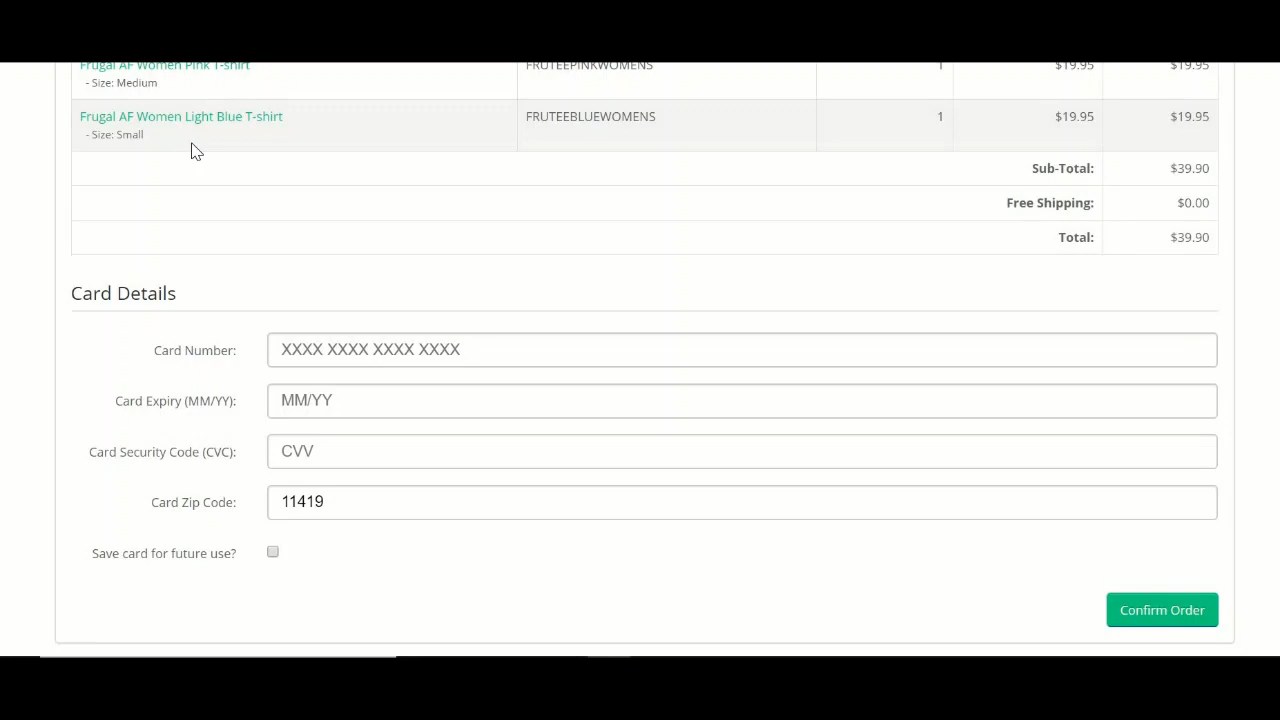 Frugal AF Women Pink T-shirt FRUTEEPINKWOMENS 1 $19.95 $19.95
- Size: Medium
Frugal AF Women Light Blue T-shirt FRUTEEBLUEWOMENS 1 $19.95 $19.95
- Size: Small
Sub-Total: $39.90
Free Shipping: $0.00
Total: $39.90
Card Details
Card Number: XXXX XXXX XXXX XXXX
Card Expiry (MM/YY): MM/YY
Card Security Code (CVC): CVV
Card Zip Code: 11419
Save card for future use?
Confirm Order